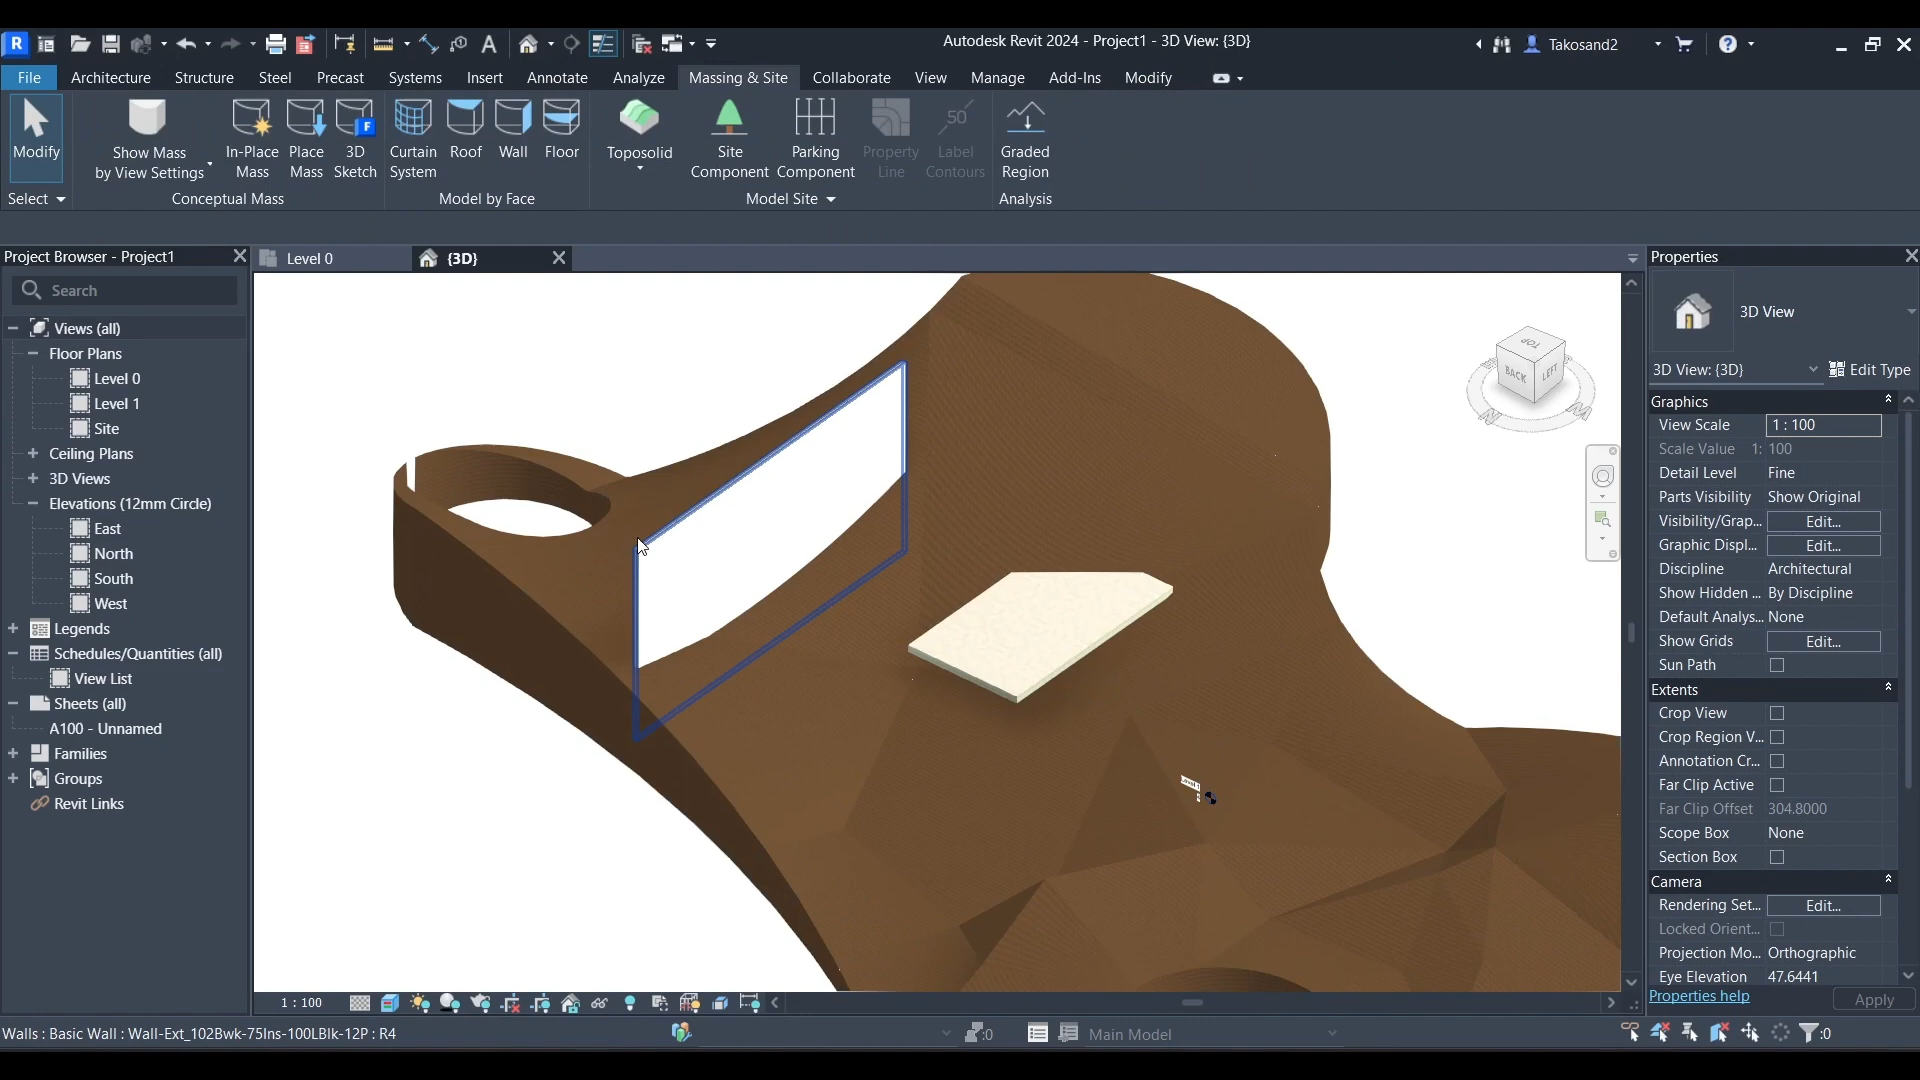 Autodesk Revit 2024 - Project1 - 3D View: {3D}
Takosand2
File Architecture Structure Steel Precast Systems Insert Annotate Analyze Massing & Site Collaborate View Manage Add-Ins Modify
Modify
Show Mass
by View Settings
In-Place
Mass
Place
Mass
3D
Sketch
Curtain
System
Roof
Wall
Floor
Toposolid
Site
Component
Parking
Component
Property
Line
Label
Contours
Graded
Region
Select
Conceptual Mass
Model by Face
Model Site
Analysis
Project Browser - Project1
Search
Views (all)
Floor Plans
Level 0
Level 1
Site
Ceiling Plans
3D Views
Elevations (12mm Circle)
East
North
South
West
Legends
Schedules/Quantities (all)
View List
Sheets (all)
A100 - Unnamed
Families
Groups
Revit Links
Level 0
{3D}
TOP
BACK
LEFT
N
Properties
3D View
3D View: {3D}
Edit Type
Graphics
View Scale 1 : 100
Scale Value 1: 100
Detail Level Fine
Parts Visibility Show Original
Visibility/Grap... Edit...
Graphic Displ... Edit...
Discipline Architectural
Show Hidden ... By Discipline
Default Analys... None
Show Grids Edit...
Sun Path
Extents
Crop View
Crop Region V...
Annotation Cr...
Far Clip Active
Far Clip Offset 304.8000
Scope Box None
Section Box
Camera
Rendering Set... Edit...
Locked Orient...
Projection Mo... Orthographic
Eye Elevation 47.6441
Properties help
Apply
1 : 100
Walls : Basic Wall : Wall-Ext_102Bwk-75Ins-100LBlk-12P : R4
:0
Main Model
:0